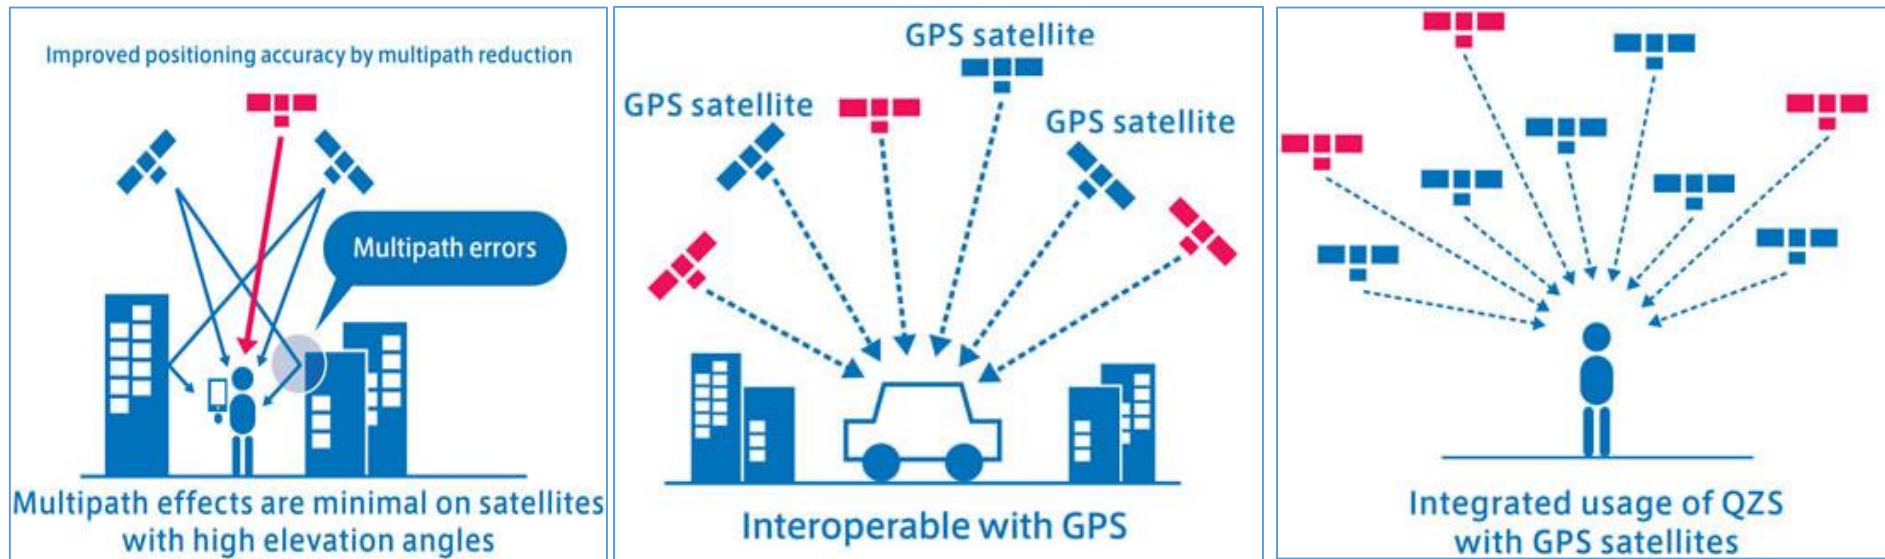 Improved positioning accuracy by multipath reduction
Multipath errors
Multipath effects are minimal on satellites
with high elevation angles
GPS satellite
GPS satellite
GPS satellite
Interoperable with GPS
Integrated usage of QZS
with GPS satellites